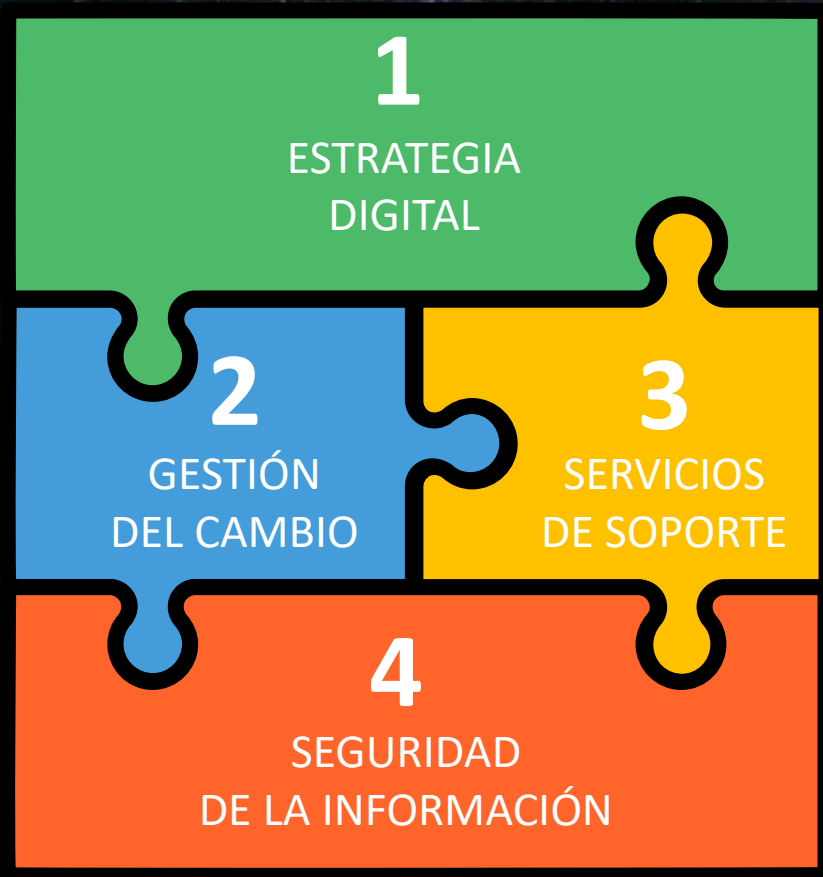 1
ESTRATEGIA
DIGITAL
2
GESTIÓN
DEL CAMBIO
3
SERVICIOS
DE SOPORTE
4
SEGURIDAD
DE LA INFORMACIÓN